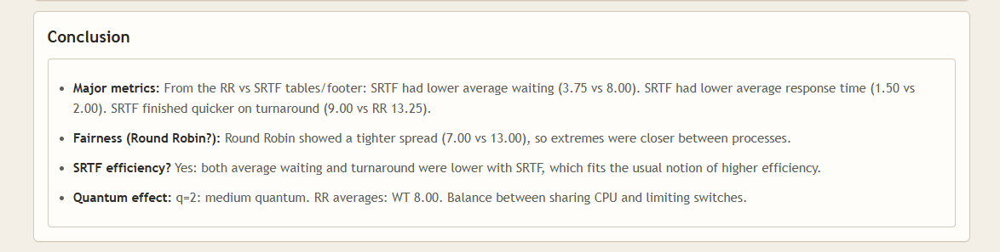 Conclusion
• Major metrics: From the RR vs SRTF tables/footer: SRTF had lower average waiting (3.75 vs 8.00). SRTF had lower average response time (1.50 vs
2.00). SRTF finished quicker on turnaround (9.00 vs RR 13.25).
• Fairness (Round Robin?): Round Robin showed a tighter spread (7.00 vs 13.00), so extremes were closer between processes.
• SRTF efficiency? Yes: both average waiting and turnaround were lower with SRTF, which fits the usual notion of higher efficiency.
• Quantum effect: q=2: medium quantum. RR averages: WT 8.00. Balance between sharing CPU and limiting switches.